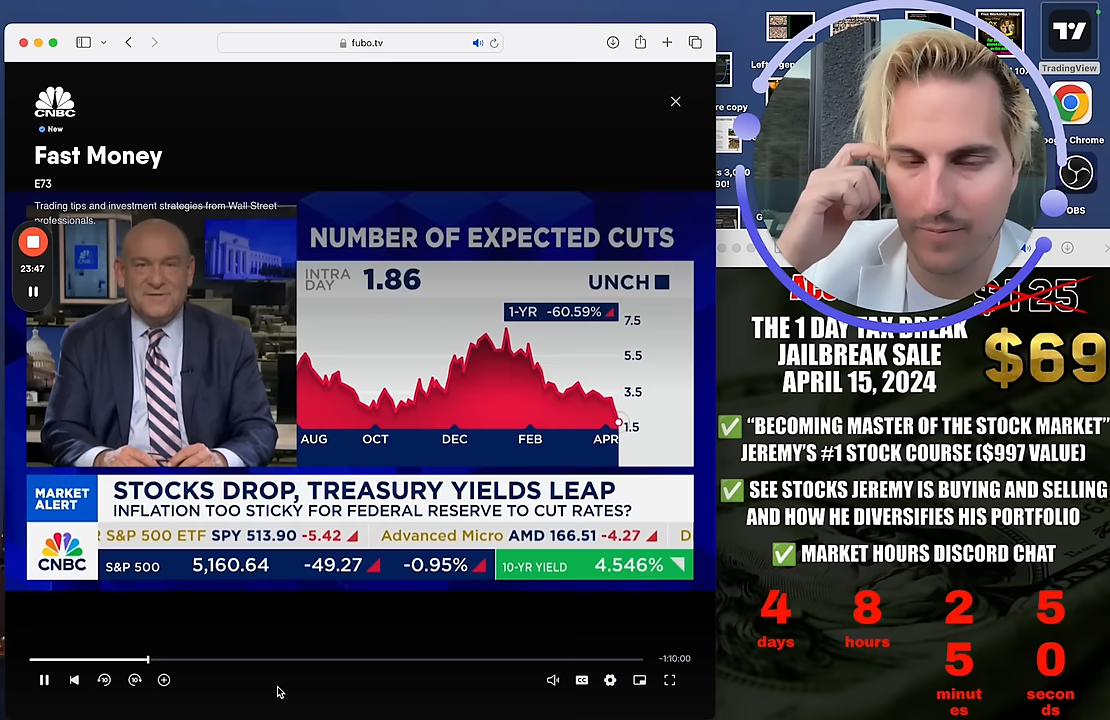 fubo.tv
CNBC
New
Fast Money
E73
Trading tips and investment strategies from Wall Street
professionals.
23:47
NUMBER OF EXPECTED CUTS
INTRA
DAY
1.86
UNCH
1-YR -60.59%
7.5
5.5
3.5
1.5
AUG OCT DEC FEB APR
MARKET
ALERT
STOCKS DROP, TREASURY YIELDS LEAP
INFLATION TOO STICKY FOR FEDERAL RESERVE TO CUT RATES?
S&P 500 ETF SPY 513.90 -5.42 Advanced Micro AMD 166.51 -4.27 D
CNBC
S&P 500 5,160.64 -49.27 -0.95% 10-YR YIELD 4.546%
-1:10:00
10
10
CC
TradingView
Chrome
OBS
re copy
$125
THE 1 DAY TAX BREAK
JAILBREAK SALE
APRIL 15, 2024
$69
✅ “BECOMING MASTER OF THE STOCK MARKET”
JEREMY'S #1 STOCK COURSE ($997 VALUE)
✅ SEE STOCKS JEREMY IS BUYING AND SELLING
AND HOW HE DIVERSIFIES HIS PORTFOLIO
✅ MARKET HOURS DISCORD CHAT
4 8 2 5
days hours
5 0
minut secon
es ds